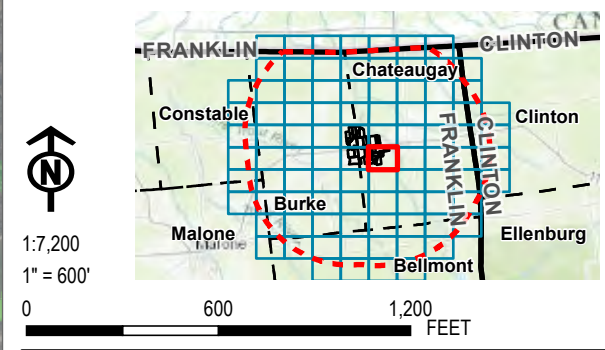 CAN
FRANKLIN
CLINTON
Chateaugay
Constable
Clinton
FRANKLIN
CLINTON
Burke
Malone
Malone
Ellenburg
Bellmont
N
1:7,200
1" = 600'
0 600 1,200
FEET